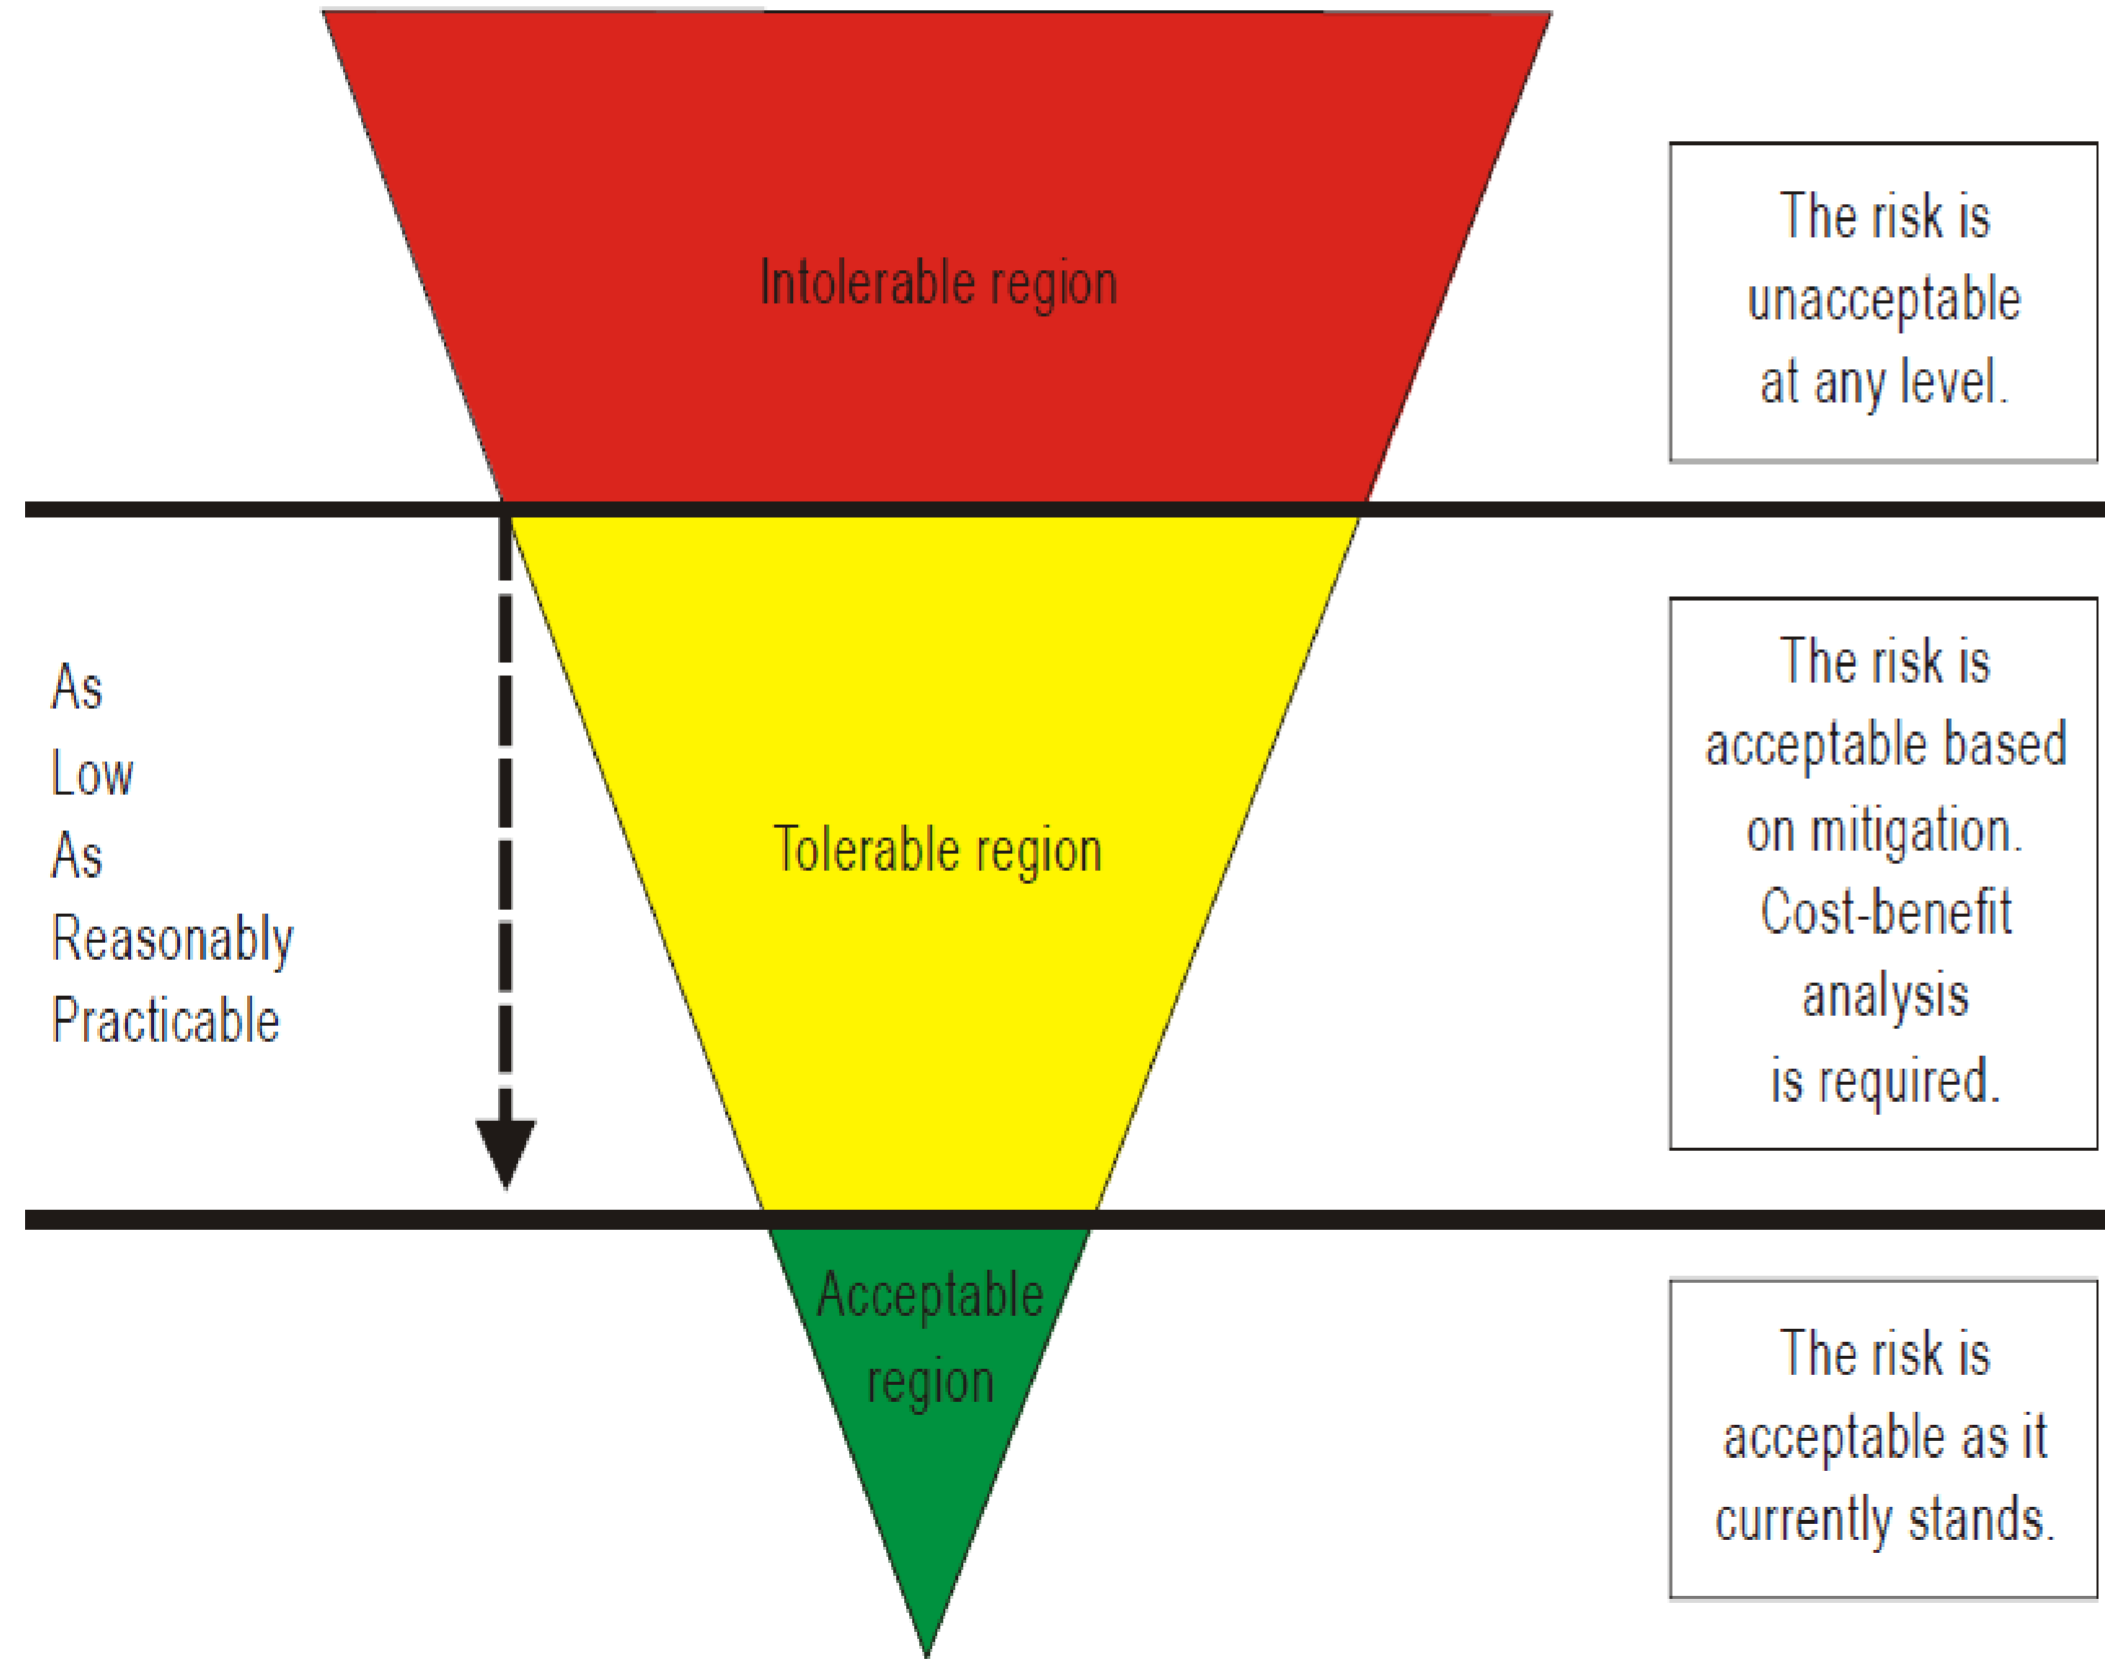 Intolerable region
The risk is
unacceptable
at any level.
As
Low
As
Reasonably
Practicable
Tolerable region
The risk is
acceptable based
on mitigation.
Cost-benefit
analysis
is required.
Acceptable
region
The risk is
acceptable as it
currently stands.